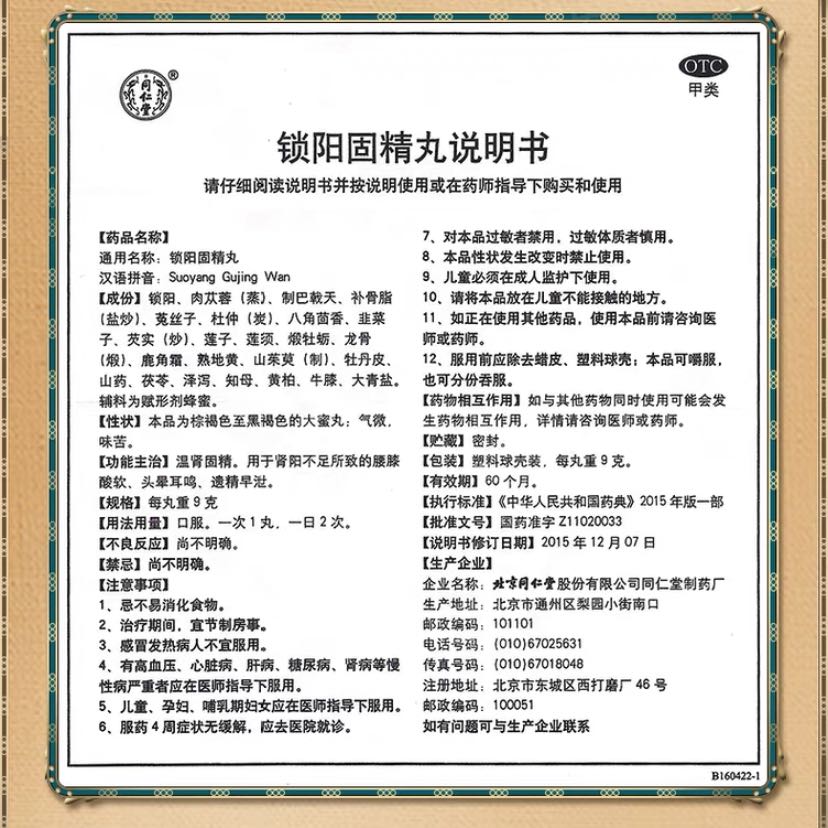 同仁堂
®
OTC
甲类
锁阳固精丸说明书
请仔细阅读说明书并按说明使用或在药师指导下购买和使用
【药品名称】
通用名称：锁阳固精丸
汉语拼音：Suoyang Gujing Wan
【成份】锁阳、肉苁蓉（蒸）、制巴戟天、补骨脂
（盐炒）、菟丝子、杜仲（炭）、八角茴香、韭菜
子、芡实（炒）、莲子、莲须、煅牡蛎、龙骨
（煅）、鹿角霜、熟地黄、山茱萸（制）、牡丹皮、
山药、茯苓、泽泻、知母、黄柏、牛膝、大青盐。
辅料为赋形剂蜂蜜。
【性状】本品为棕褐色至黑褐色的大蜜丸；气微，
味苦。
【功能主治】温肾固精。用于肾阳不足所致的腰膝
酸软、头晕耳鸣、遗精早泄。
【规格】每丸重 9 克
【用法用量】口服。一次 1 丸，一日 2 次。
【不良反应】尚不明确。
【禁忌】尚不明确。
【注意事项】
1、忌不易消化食物。
2、治疗期间，宜节制房事。
3、感冒发热病人不宜服用。
4、有高血压、心脏病、肝病、糖尿病、肾病等慢
性病严重者应在医师指导下服用。
5、儿童、孕妇、哺乳期妇女应在医师指导下服用。
6、服药 4 周症状无缓解，应去医院就诊。
7、对本品过敏者禁用，过敏体质者慎用。
8、本品性状发生改变时禁止使用。
9、儿童必须在成人监护下使用。
10、请将本品放在儿童不能接触的地方。
11、如正在使用其他药品，使用本品前请咨询医
师或药师。
12、服用前应除去蜡皮、塑料球壳；本品可嚼服，
也可分份吞服。
【药物相互作用】如与其他药物同时使用可能会发
生药物相互作用，详情请咨询医师或药师。
【贮藏】密封。
【包装】塑料球壳装，每丸重 9 克。
【有效期】60 个月。
【执行标准】《中华人民共和国药典》2015 年版一部
【批准文号】国药准字 Z11020033
【说明书修订日期】2015 年 12 月 07 日
【生产企业】
企业名称：北京同仁堂股份有限公司同仁堂制药厂
生产地址：北京市通州区梨园小街南口
邮政编码：101101
电话号码：(010)67025631
传真号码：(010)67018048
注册地址：北京市东城区西打磨厂 46 号
邮政编码：100051
如有问题可与生产企业联系
B160422-1